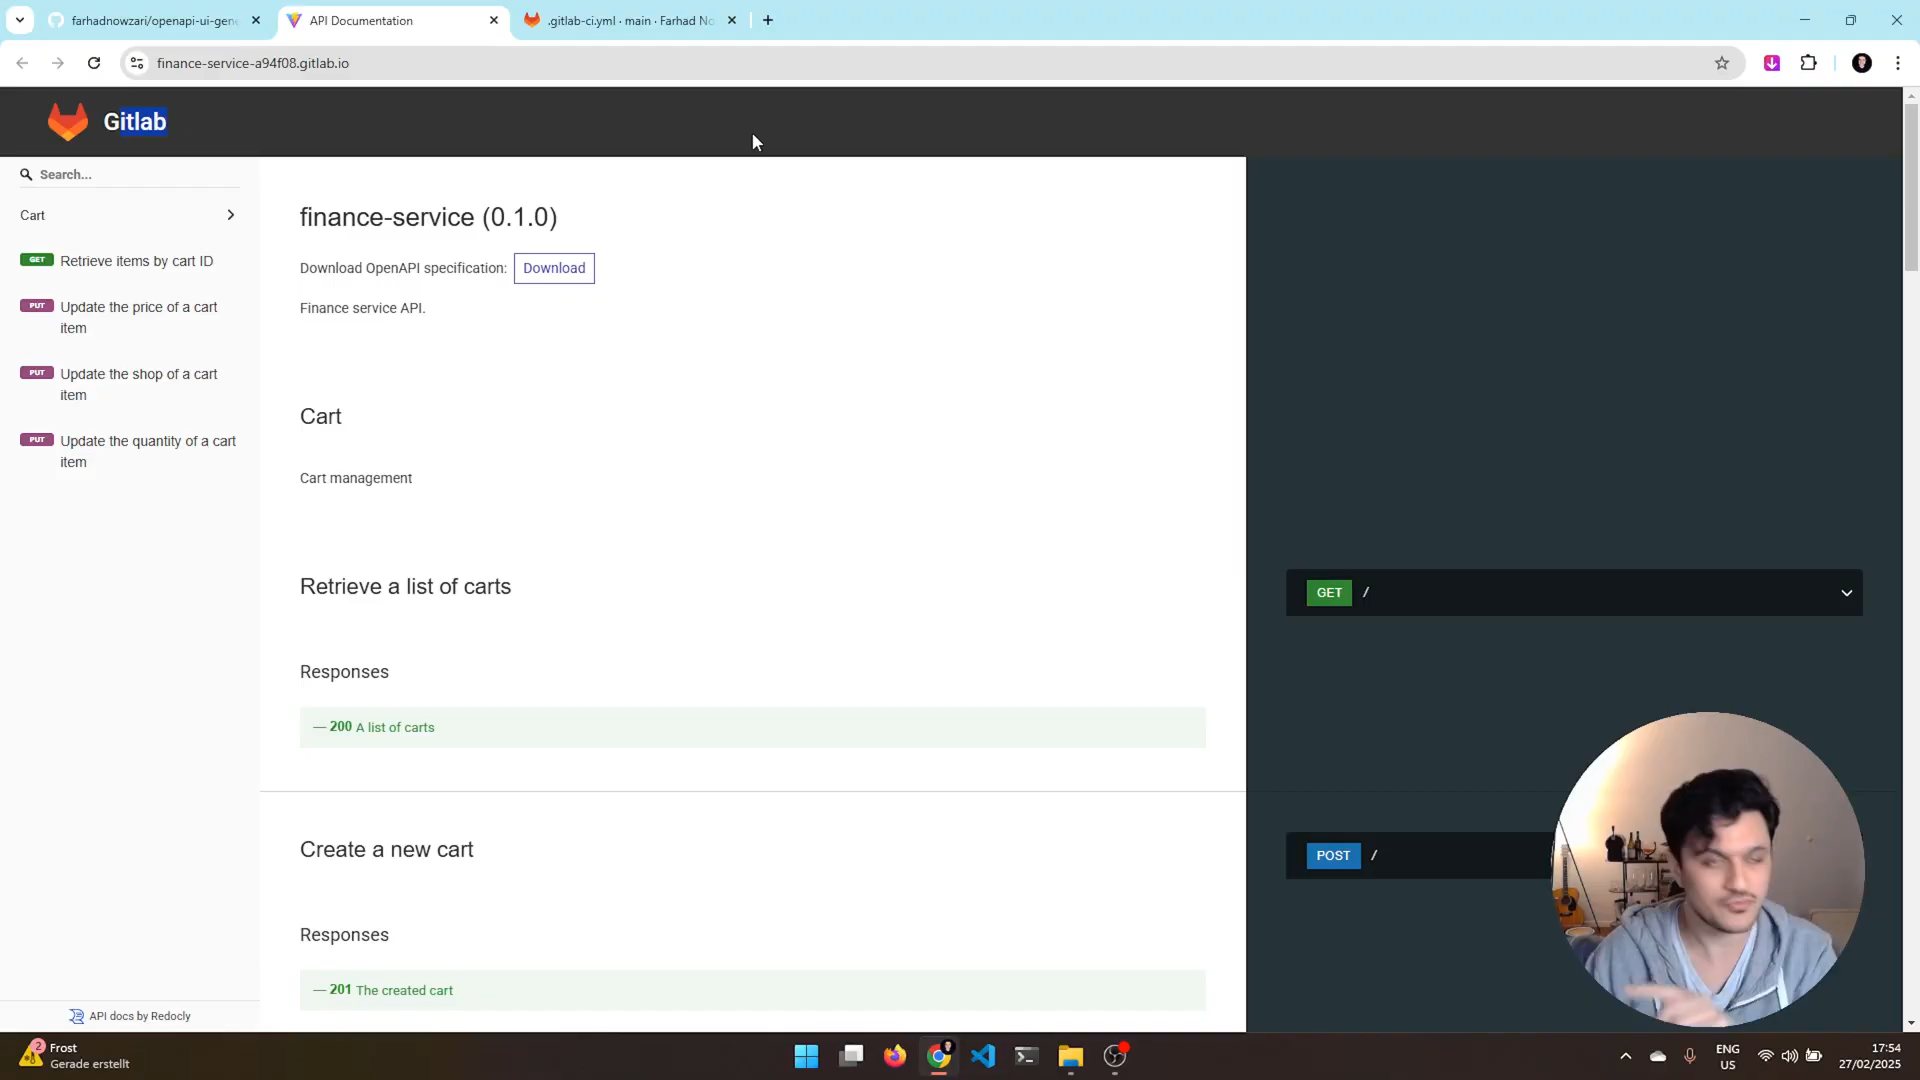 farhadnowzari/openapi-ui-gene
API Documentation
.gitlab-ci.yml · main · Farhad No
finance-service-a94f08.gitlab.io
Gitlab
Search...
Cart
GET Retrieve items by cart ID
PUT Update the price of a cart
item
PUT Update the shop of a cart
item
PUT Update the quantity of a cart
item
API docs by Redocly
finance-service (0.1.0)
Download OpenAPI specification: Download
Finance service API.
Cart
Cart management
Retrieve a list of carts
GET /
Responses
— 200 A list of carts
Create a new cart
POST /
Responses
— 201 The created cart
2
Frost
Gerade erstellt
ENG
US
17:54
27/02/2025